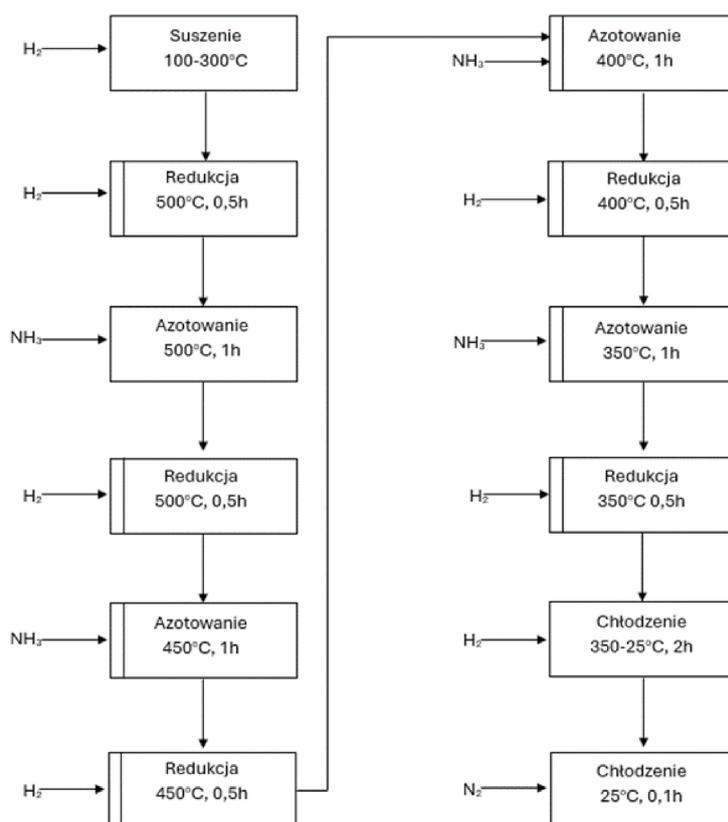 H₂
Suszenie
100-300°C
H₂
Redukcja
500°C, 0,5h
NH₃
Azotowanie
500°C, 1h
H₂
Redukcja
500°C, 0,5h
NH₃
Azotowanie
450°C, 1h
H₂
Redukcja
450°C, 0,5h
NH₃
Azotowanie
400°C, 1h
H₂
Redukcja
400°C, 0,5h
NH₃
Azotowanie
350°C, 1h
H₂
Redukcja
350°C 0,5h
H₂
Chłodzenie
350-25°C, 2h
N₂
Chłodzenie
25°C, 0,1h